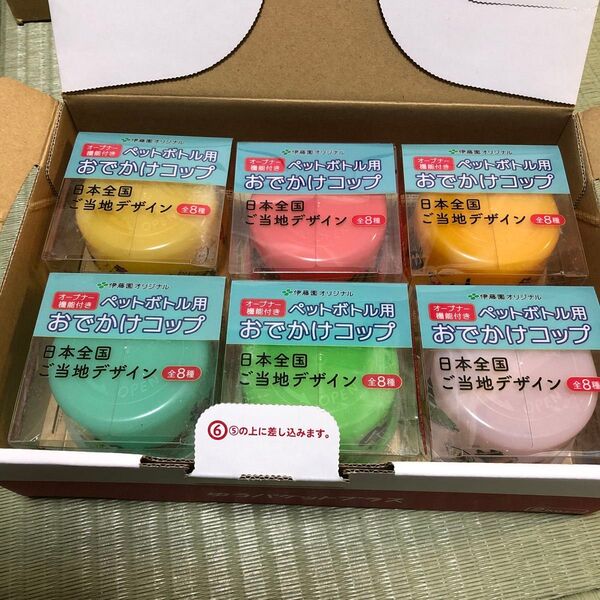 伊藤園オリジナル
オープナー
機能付き
ペットボトル用
おでかけコップ
日本全国
ご当地デザイン
全8種
伊藤園オリジナル
オープナー
機能付き
ペットボトル用
おでかけコップ
日本全国
ご当地デザイン
全8種
伊藤園オリジナル
オープナー
機能付き
ペットボトル用
おでかけコップ
日本全国
ご当地デザイン
全8種
伊藤園オリジナル
オープナー
機能付き
ペットボトル用
おでかけコップ
日本全国
ご当地デザイン
全8種
伊藤園オリジナル
オープナー
機能付き
ペットボトル用
おでかけコップ
日本全国
ご当地デザイン
全8種
伊藤園オリジナル
オープナー
機能付き
ペットボトル用
おでかけコップ
日本全国
ご当地デザイン
全8種
⑥⑤の上に差し込みます。
ゆうパケットプラス